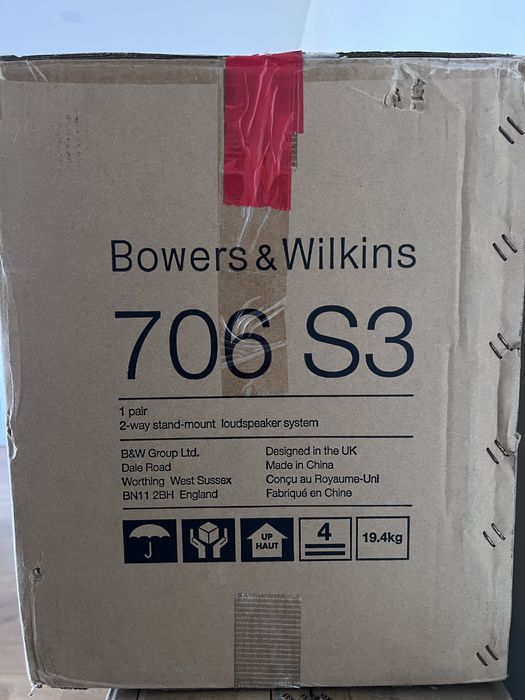 Bowers & Wilkins
706 S3
1 pair
2-way stand-mount loudspeaker system
B&W Group Ltd.
Dale Road
Worthing West Sussex
BN11 2BH England
Designed in the UK
Made in China
Conçu au Royaume-Uni
Fabriqué en Chine
UP
HAUT
4
19.4kg